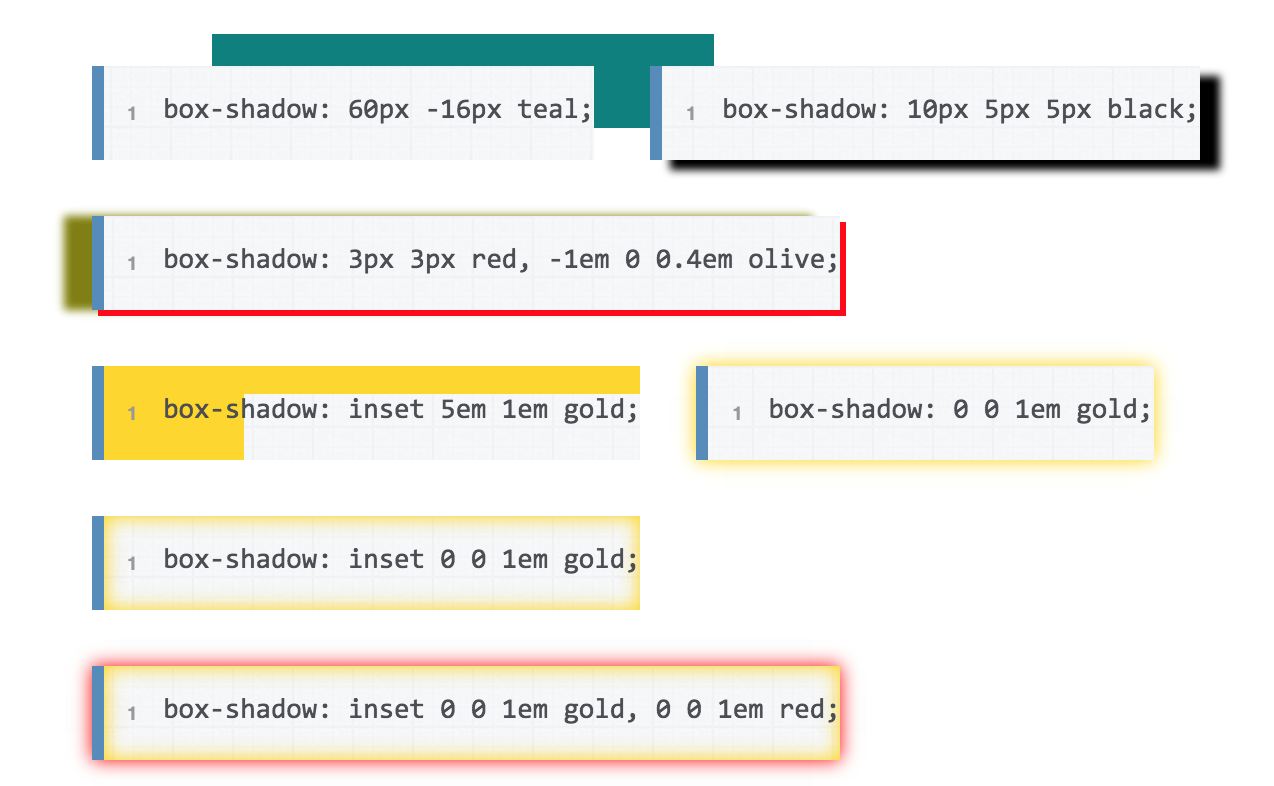 1 box-shadow: 60px -16px teal;
1 box-shadow: 10px 5px 5px black;
1 box-shadow: 3px 3px red, -1em 0 0.4em olive;
1 box-shadow: inset 5em 1em gold;
1 box-shadow: 0 0 1em gold;
1 box-shadow: inset 0 0 1em gold;
1 box-shadow: inset 0 0 1em gold, 0 0 1em red;